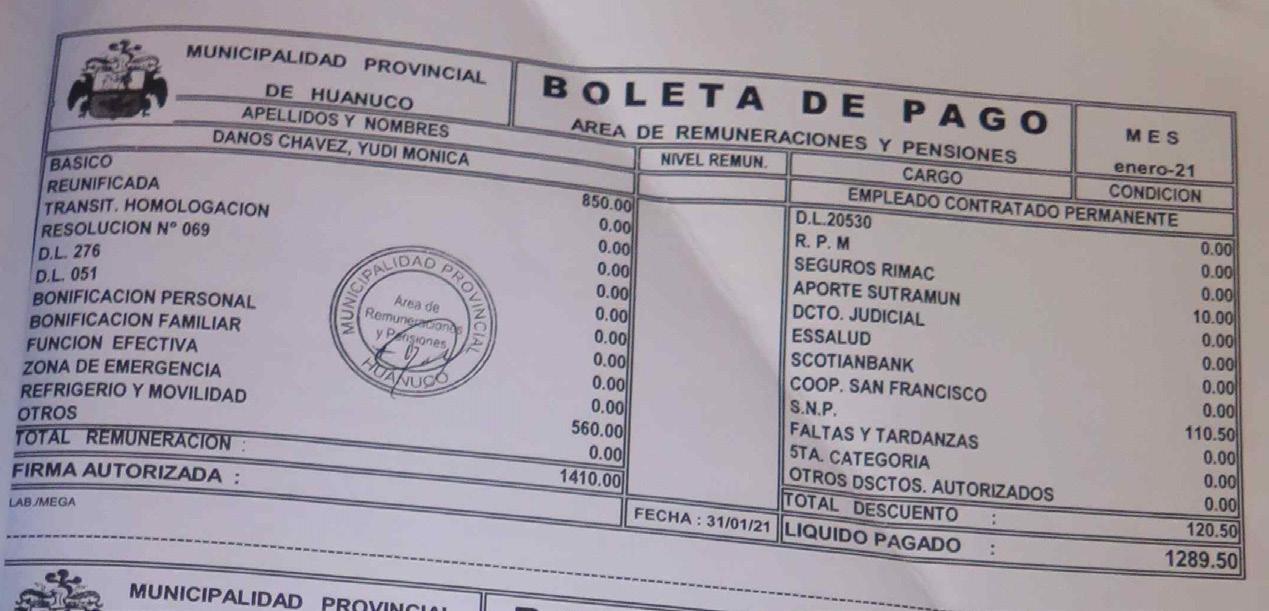 MUNICIPALIDAD PROVINCIAL
DE HUANUCO
BOLETA DE PAGO
AREA DE REMUNERACIONES Y PENSIONES
MES
enero-21
APELLIDOS Y NOMBRES
NIVEL REMUN.
CARGO
CONDICION
DANOS CHAVEZ, YUDI MONICA
EMPLEADO CONTRATADO PERMANENTE
BASICO 850.00
REUNIFICADA 0.00
TRANSIT. HOMOLOGACION 0.00
RESOLUCION N° 069 0.00
D.L. 276 0.00
D.L. 051 0.00
BONIFICACION PERSONAL 0.00
BONIFICACION FAMILIAR 0.00
FUNCION EFECTIVA 0.00
ZONA DE EMERGENCIA 0.00
REFRIGERIO Y MOVILIDAD 560.00
OTROS 0.00
TOTAL REMUNERACION : 1410.00
FIRMA AUTORIZADA :
MUNICIPALIDAD PROVINCIAL
Area de
Remuneraciones
y Pensiones
HUANUCO
D.L.20530 0.00
R. P. M 0.00
SEGUROS RIMAC 0.00
APORTE SUTRAMUN 10.00
DCTO. JUDICIAL 0.00
ESSALUD 0.00
SCOTIANBANK 0.00
COOP. SAN FRANCISCO 0.00
S.N.P. 110.50
FALTAS Y TARDANZAS 0.00
5TA. CATEGORIA 0.00
OTROS DSCTOS. AUTORIZADOS 0.00
TOTAL DESCUENTO : 120.50
FECHA : 31/01/21
LIQUIDO PAGADO : 1289.50
LAB./MEGA
MUNICIPALIDAD PROVINCIAL